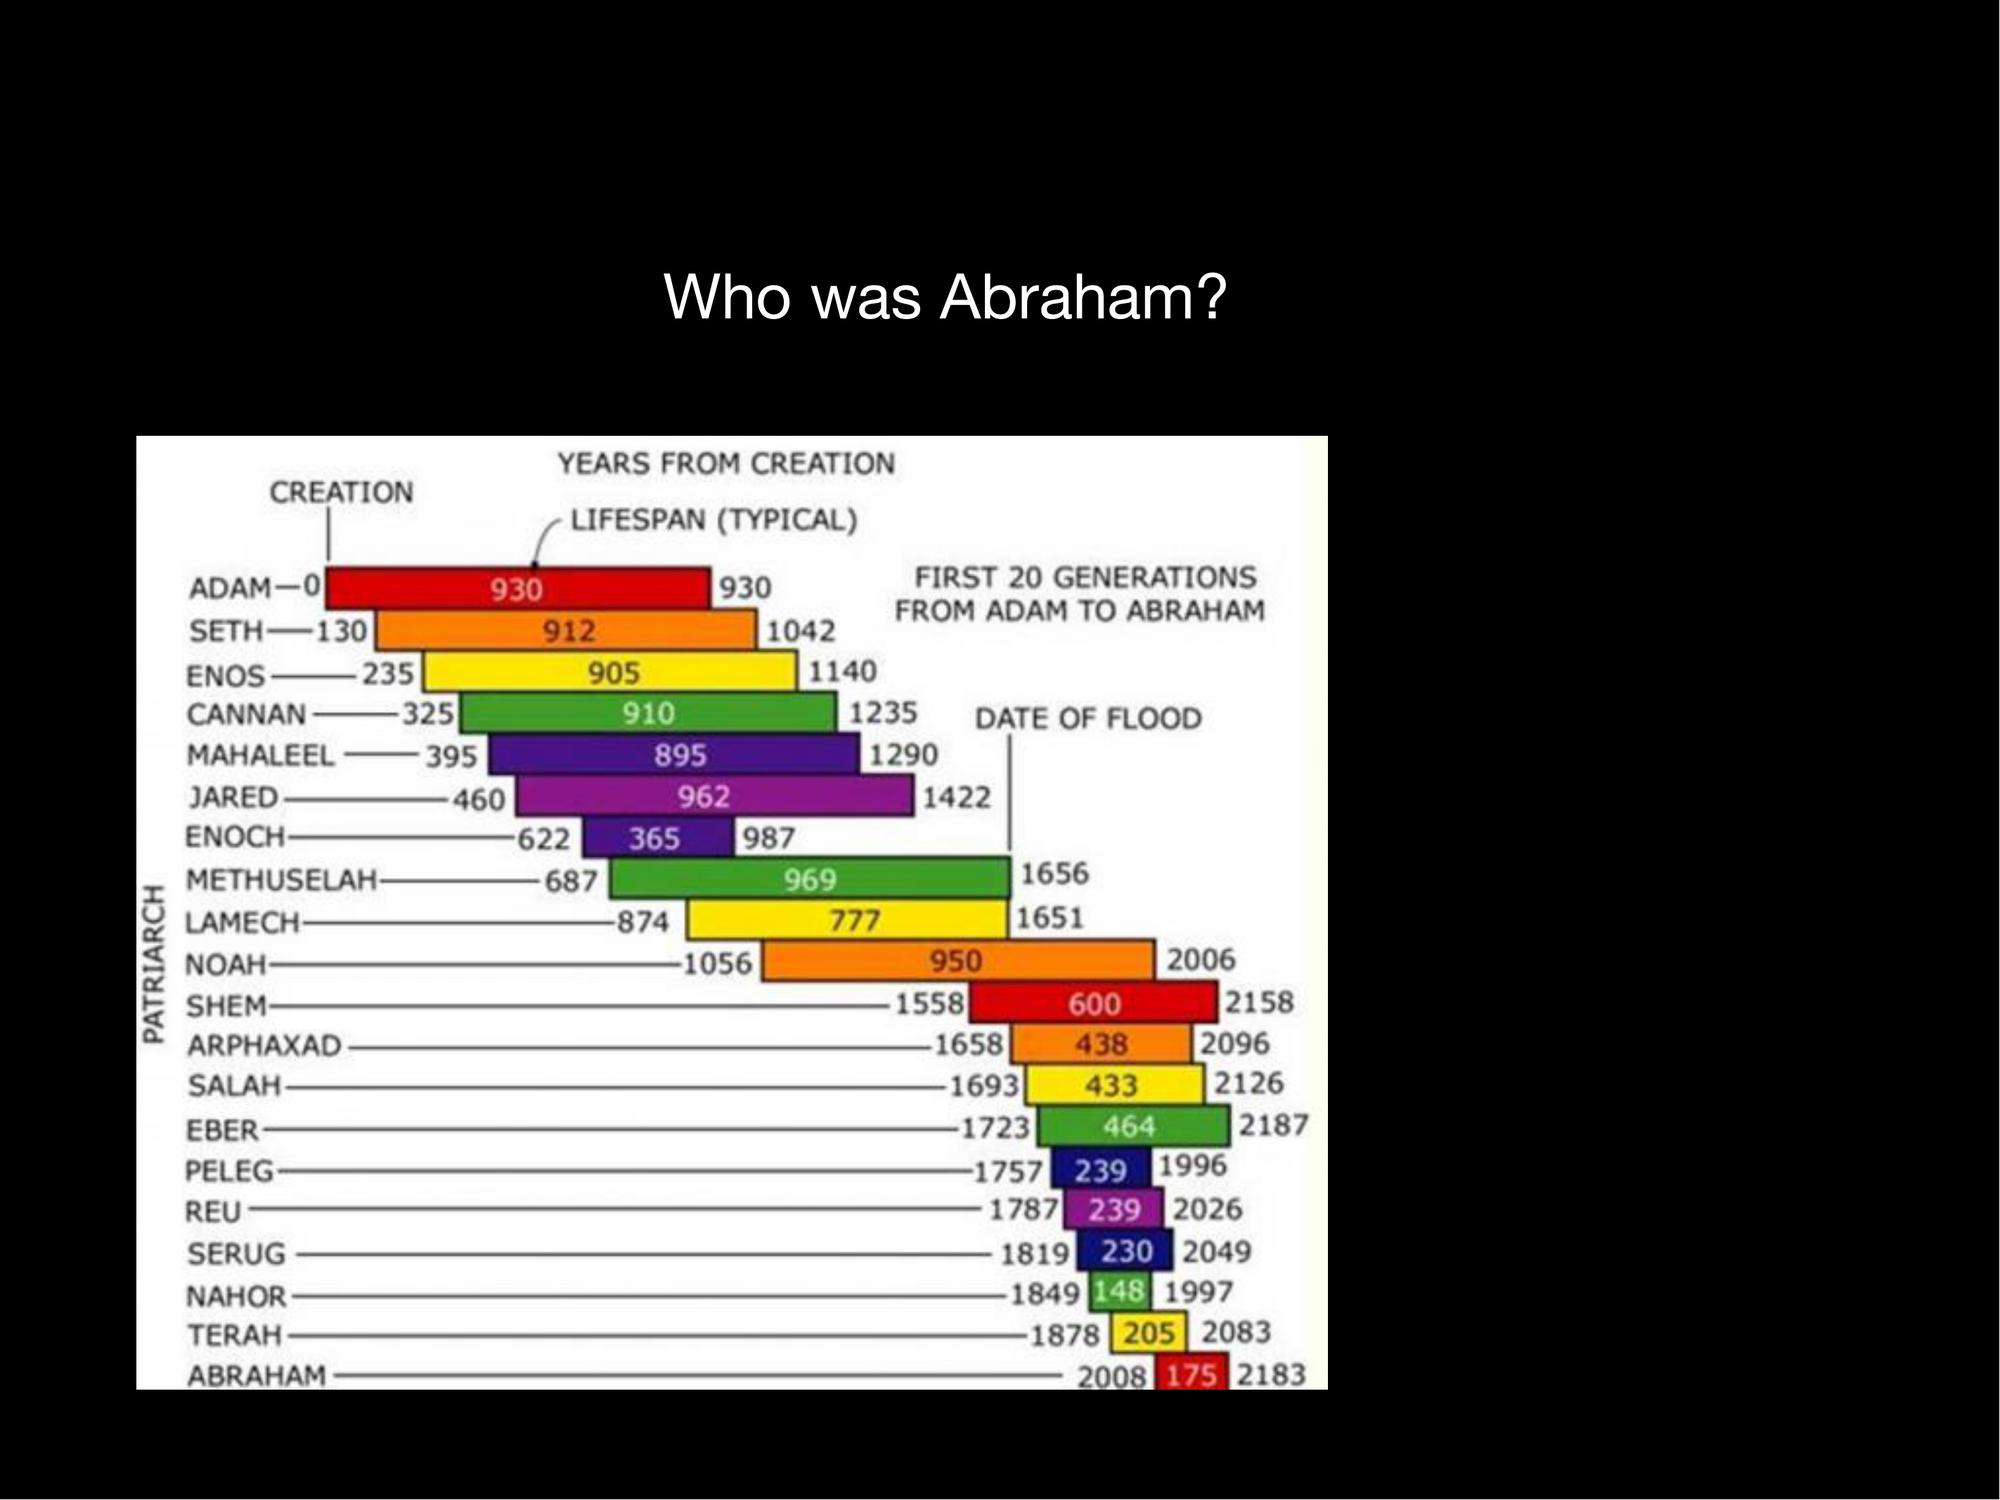 Who was Abraham?
YEARS FROM CREATION
CREATION
LIFESPAN (TYPICAL)
FIRST 20 GENERATIONS
FROM ADAM TO ABRAHAM
ADAM 0 930 930
SETH 130 912 1042
ENOS 235 905 1140
CANNAN 325 910 1235
DATE OF FLOOD
MAHALEEL 395 895 1290
JARED 460 962 1422
ENOCH 622 365 987
METHUSELAH 687 969 1656
LAMECH 874 777 1651
NOAH 1056 950 2006
SHEM 1558 600 2158
ARPHAXAD 1658 438 2096
SALAH 1693 433 2126
EBER 1723 464 2187
PELEG 1757 239 1996
REU 1787 239 2026
SERUG 1819 230 2049
NAHOR 1849 148 1997
TERAH 1878 205 2083
ABRAHAM 2008 175 2183
PATRIARCH